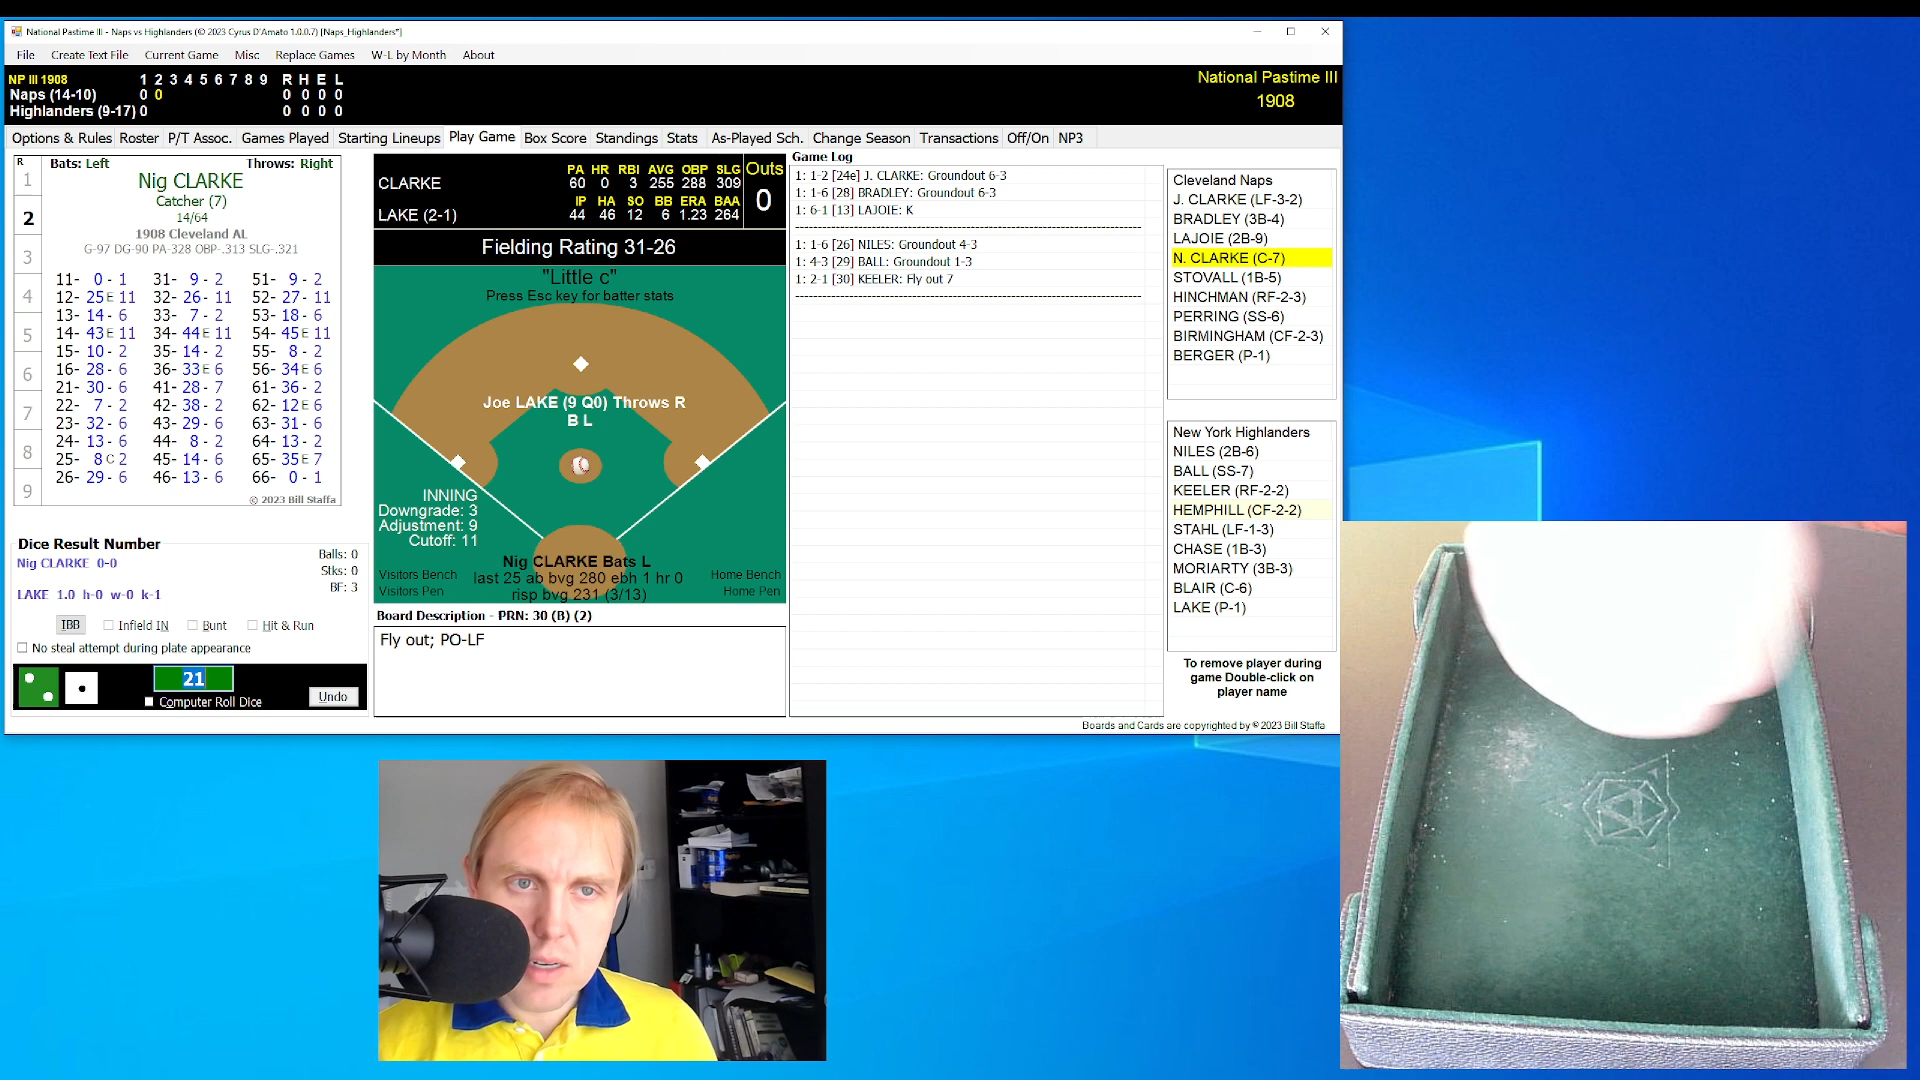 National Pastime III - Naps vs Highlanders (© 2023 Cyrus D'Amato 1.0.0.7) [Naps_Highlanders*]
File Create Text File Current Game Misc Replace Games W-L by Month About
NP III 1908 1 2 3 4 5 6 7 8 9 R H E L
Naps (14-10) 0 0 0 0 0 0
Highlanders (9-17) 0 0 0 0 0
National Pastime III
1908
Options & Rules Roster P/T Assoc. Games Played Starting Lineups Play Game Box Score Standings Stats As-Played Sch. Change Season Transactions Off/On NP3
R
1
2
3
4
5
6
7
8
9
Bats: Left Throws: Right
Nig CLARKE
Catcher (7)
14/64
1908 Cleveland AL
G-97 DG-90 PA-328 OBP-.313 SLG-.321
11- 0 - 1 31- 9 - 2 51- 9 - 2
12- 25 E 11 32- 26 - 11 52- 27 - 11
13- 14 - 6 33- 7 - 2 53- 18 - 6
14- 43 E 11 34- 44 E 11 54- 45 E 11
15- 10 - 2 35- 14 - 2 55- 8 - 2
16- 28 - 6 36- 33 E 6 56- 34 E 6
21- 30 - 6 41- 28 - 7 61- 36 - 2
22- 7 - 2 42- 38 - 2 62- 12 E 6
23- 32 - 6 43- 29 - 6 63- 31 - 6
24- 13 - 6 44- 8 - 2 64- 13 - 2
25- 8 C 2 45- 14 - 6 65- 35 E 7
26- 29 - 6 46- 13 - 6 66- 0 - 1
© 2023 Bill Staffa
Dice Result Number
Nig CLARKE 0-0
LAKE 1.0 h-0 w-0 k-1
Balls: 0
Stks: 0
BF: 3
IBB Infield IN Bunt Hit & Run
No steal attempt during plate appearance
21
Computer Roll Dice
Undo
PA HR RBI AVG OBP SLG
CLARKE 60 0 3 255 288 309
IP HA SO BB ERA BAA
LAKE (2-1) 44 46 12 6 1.23 264
Outs
0
Fielding Rating 31-26
"Little c"
Press Esc key for batter stats
Joe LAKE (9 Q0) Throws R
B L
INNING
Downgrade: 3
Adjustment: 9
Cutoff: 11
Nig CLARKE Bats L
last 25 ab bvg 280 ebh 1 hr 0
risp bvg 231 (3/13)
Visitors Bench
Visitors Pen
Home Bench
Home Pen
Board Description - PRN: 30 (B) (2)
Fly out; PO-LF
Game Log
1: 1-2 [24e] J. CLARKE: Groundout 6-3
1: 1-6 [28] BRADLEY: Groundout 6-3
1: 6-1 [13] LAJOIE: K
1: 1-6 [26] NILES: Groundout 4-3
1: 4-3 [29] BALL: Groundout 1-3
1: 2-1 [30] KEELER: Fly out 7
Cleveland Naps
J. CLARKE (LF-3-2)
BRADLEY (3B-4)
LAJOIE (2B-9)
N. CLARKE (C-7)
STOVALL (1B-5)
HINCHMAN (RF-2-3)
PERRING (SS-6)
BIRMINGHAM (CF-2-3)
BERGER (P-1)
New York Highlanders
NILES (2B-6)
BALL (SS-7)
KEELER (RF-2-2)
HEMPHILL (CF-2-2)
STAHL (LF-1-3)
CHASE (1B-3)
MORIARTY (3B-3)
BLAIR (C-6)
LAKE (P-1)
To remove player during
game Double-click on
player name
Boards and Cards are copyrighted by © 2023 Bill Staffa